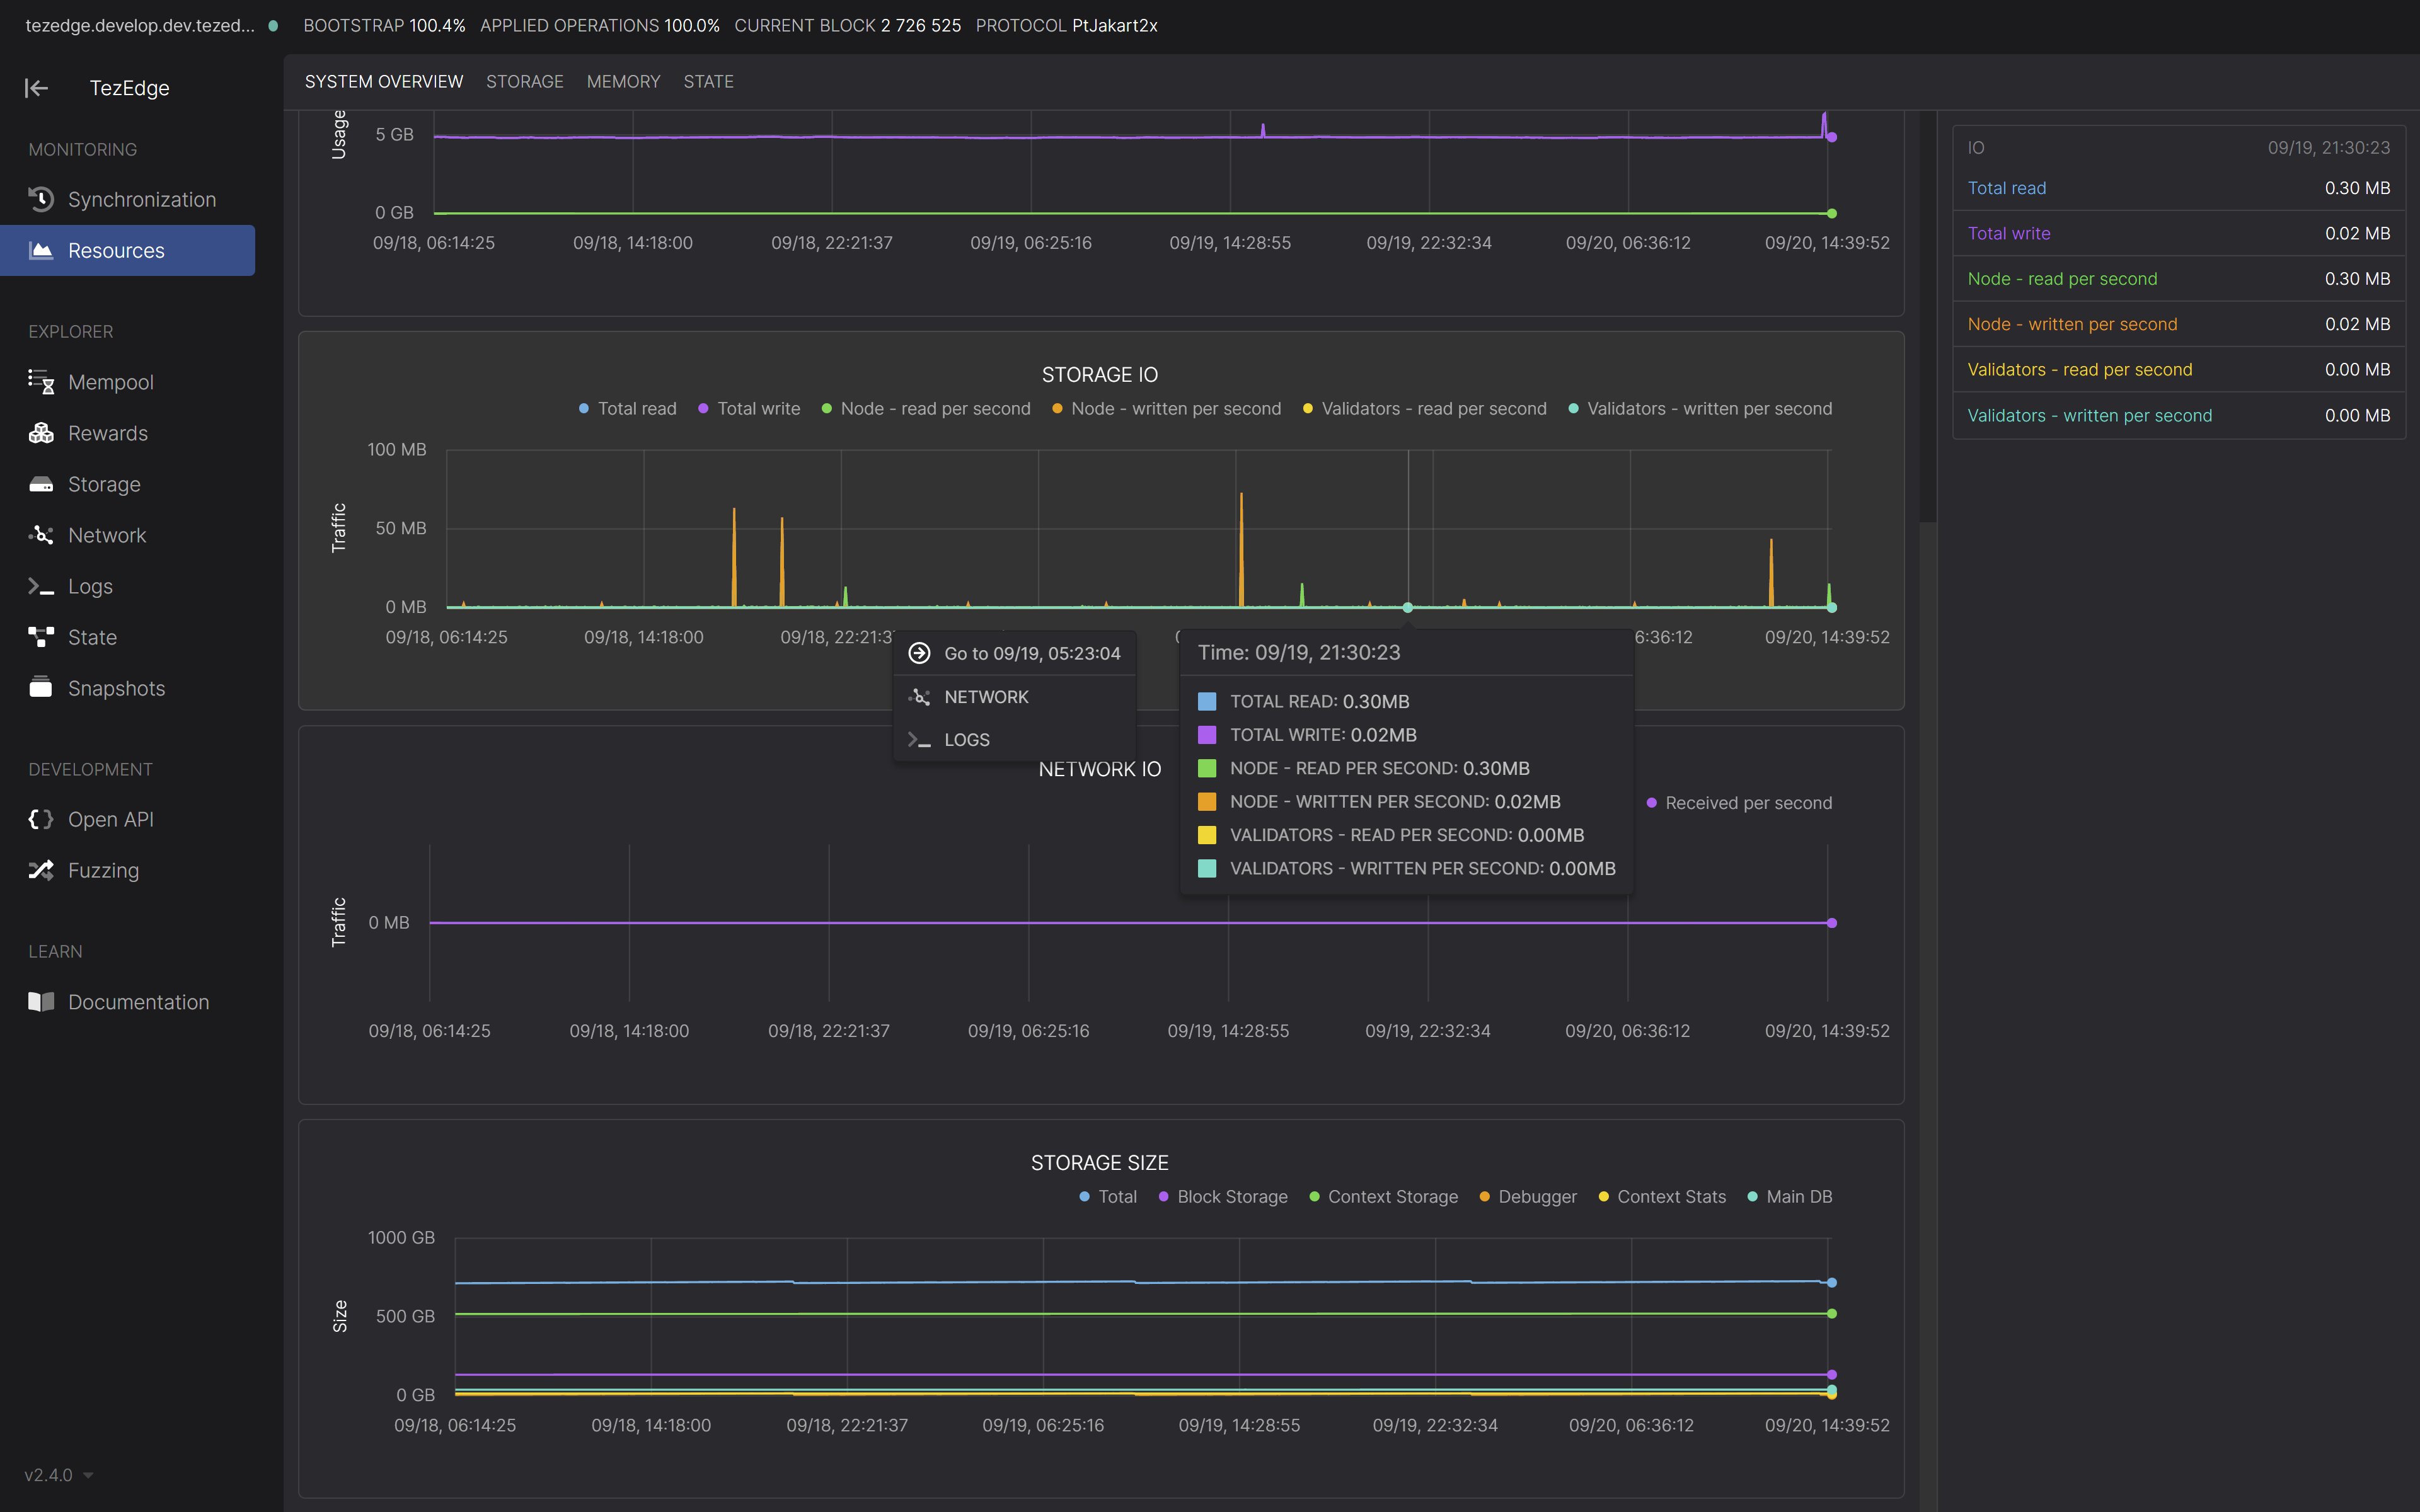 tezedge.develop.dev.tezed...
BOOTSTRAP 100.4% APPLIED OPERATIONS 100.0% CURRENT BLOCK 2 726 525 PROTOCOL PtJakart2x
TezEdge
MONITORING
Synchronization
Resources
EXPLORER
Mempool
Rewards
Storage
Network
Logs
State
Snapshots
DEVELOPMENT
Open API
Fuzzing
LEARN
Documentation
v2.4.0
SYSTEM OVERVIEW STORAGE MEMORY STATE
Usage
5 GB
0 GB
09/18, 06:14:25 09/18, 14:18:00 09/18, 22:21:37 09/19, 06:25:16 09/19, 14:28:55 09/19, 22:32:34 09/20, 06:36:12 09/20, 14:39:52
STORAGE IO
Total read Total write Node - read per second Node - written per second Validators - read per second Validators - written per second
Traffic
100 MB
50 MB
0 MB
09/18, 06:14:25 09/18, 14:18:00 09/18, 22:21:3 6:36:12 09/20, 14:39:52
Go to 09/19, 05:23:04
NETWORK
LOGS
Time: 09/19, 21:30:23
TOTAL READ: 0.30MB
TOTAL WRITE: 0.02MB
NODE - READ PER SECOND: 0.30MB
NODE - WRITTEN PER SECOND: 0.02MB
VALIDATORS - READ PER SECOND: 0.00MB
VALIDATORS - WRITTEN PER SECOND: 0.00MB
NETWORK IO
Received per second
Traffic
0 MB
09/18, 06:14:25 09/18, 14:18:00 09/18, 22:21:37 09/19, 06:25:16 09/19, 14:28:55 09/19, 22:32:34 09/20, 06:36:12 09/20, 14:39:52
STORAGE SIZE
Total Block Storage Context Storage Debugger Context Stats Main DB
Size
1000 GB
500 GB
0 GB
09/18, 06:14:25 09/18, 14:18:00 09/18, 22:21:37 09/19, 06:25:16 09/19, 14:28:55 09/19, 22:32:34 09/20, 06:36:12 09/20, 14:39:52
IO 09/19, 21:30:23
Total read 0.30 MB
Total write 0.02 MB
Node - read per second 0.30 MB
Node - written per second 0.02 MB
Validators - read per second 0.00 MB
Validators - written per second 0.00 MB